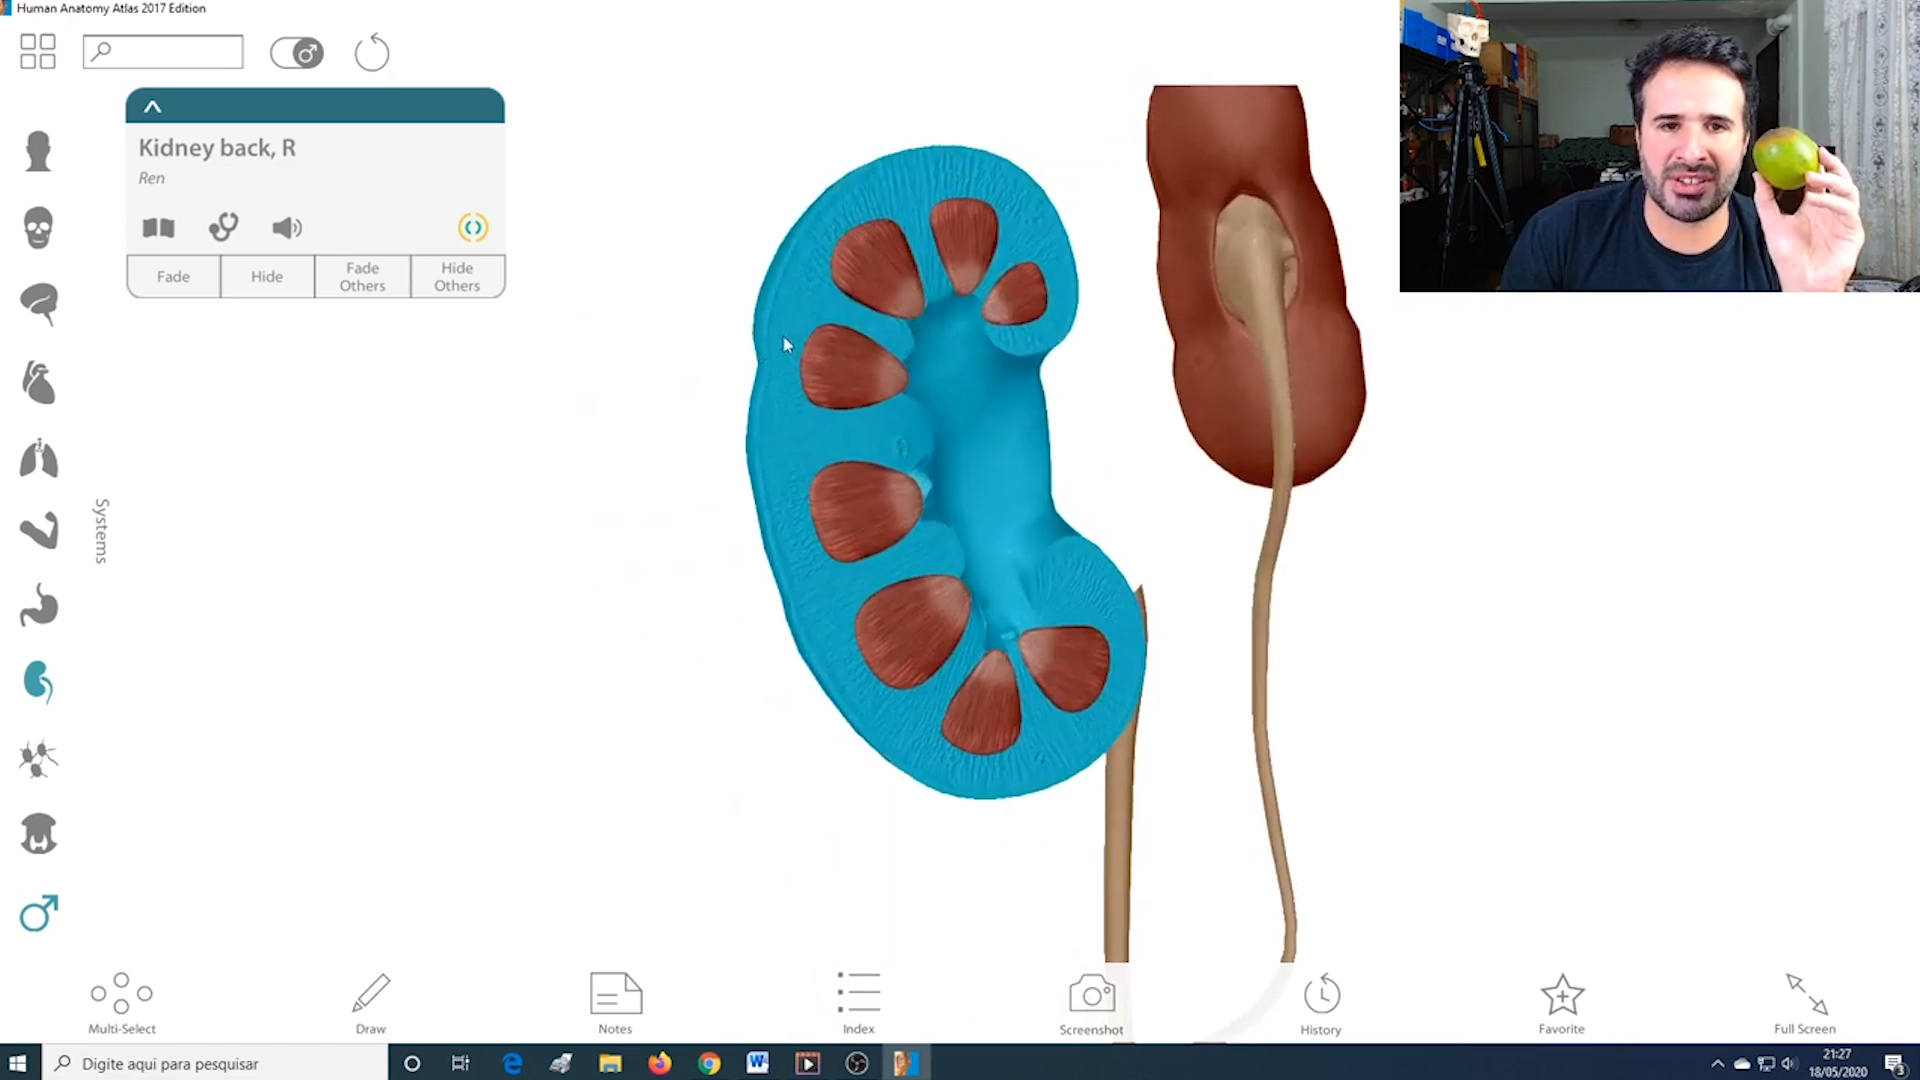 Human Anatomy Atlas 2017 Edition
Kidney back, R
Ren
Fade
Hide
Fade
Others
Hide
Others
Systems
Multi-Select
Draw
Notes
Index
Screenshot
History
Favorite
Full Screen
Digite aqui para pesquisar
21:27
18/05/2020
3